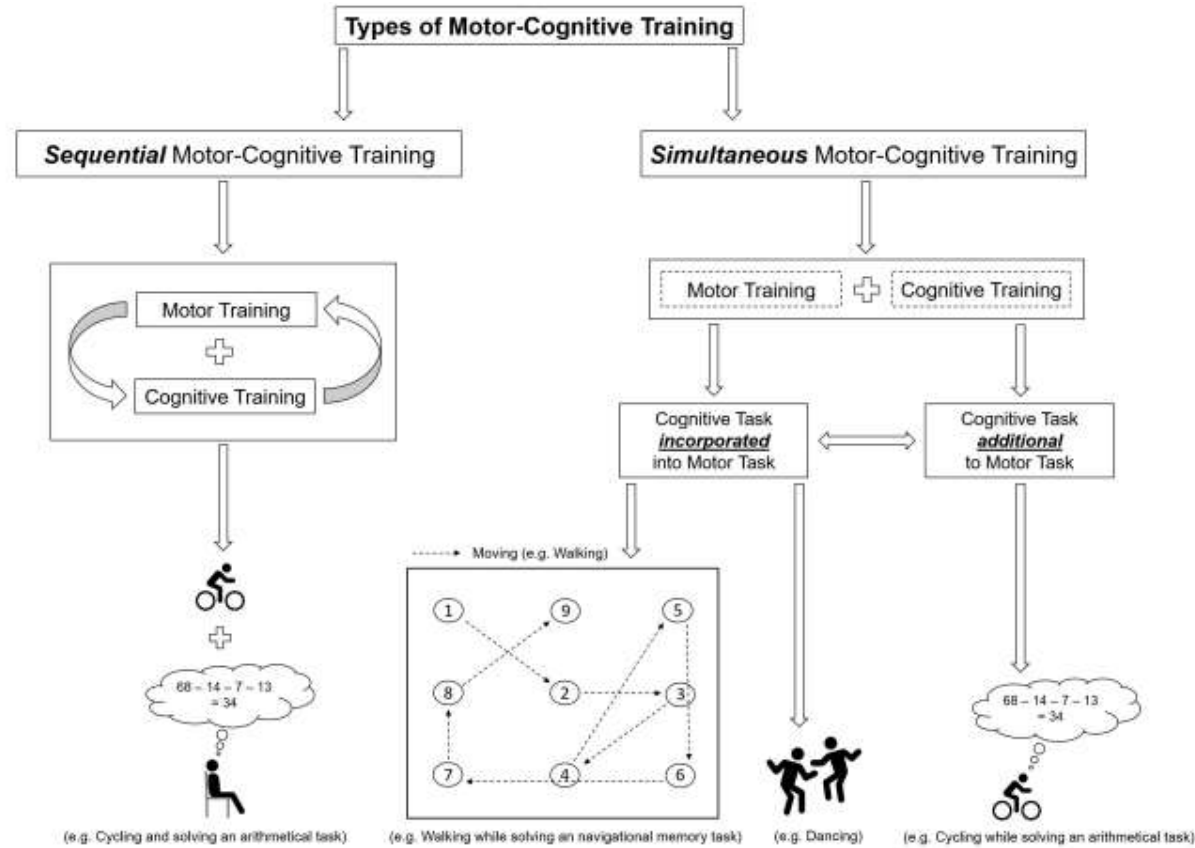 Types of Motor-Cognitive Training
Sequential Motor-Cognitive Training
Simultaneous Motor-Cognitive Training
Motor Training
Cognitive Training
Motor Training
Cognitive Training
Cognitive Task
incorporated
into Motor Task
Cognitive Task
additional
to Motor Task
Moving (e.g. Walking)
1 9 5
8 2 3
7 4 6
68 – 14 – 7 – 13
= 34
68 – 14 – 7 – 13
= 34
(e.g. Cycling and solving an arithmetical task)
(e.g. Walking while solving an navigational memory task)
(e.g. Dancing)
(e.g. Cycling while solving an arithmetical task)